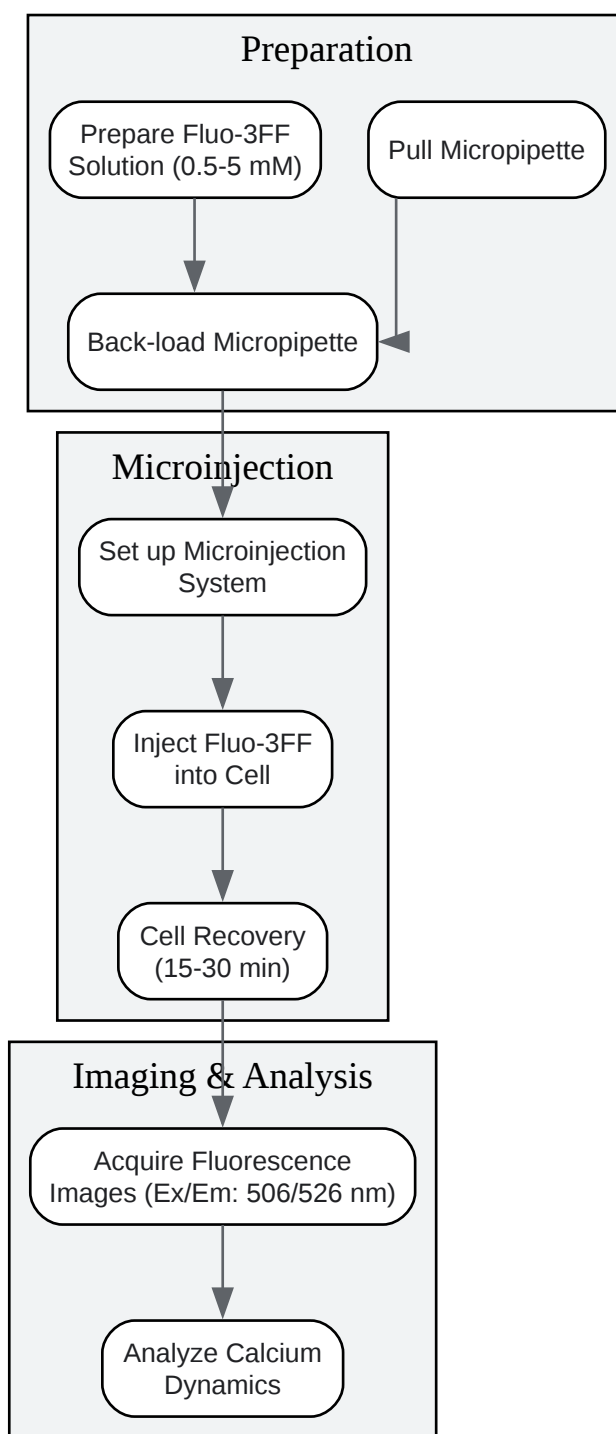 Preparation
Prepare Fluo-3FF
Solution (0.5-5 mM)
Pull Micropipette
Back-load Micropipette
Microinjection
Set up Microinjection
System
Inject Fluo-3FF
into Cell
Cell Recovery
(15-30 min)
Imaging & Analysis
Acquire Fluorescence
Images (Ex/Em: 506/526 nm)
Analyze Calcium
Dynamics